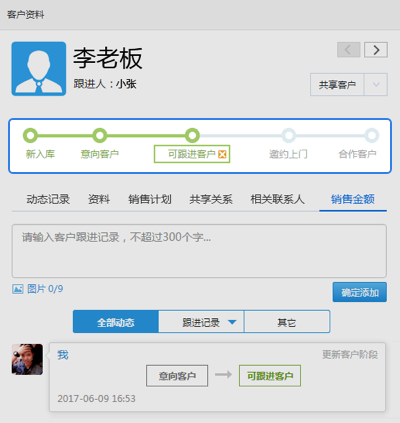 客户资料
李老板
跟进人：小张
共享客户
新入库 意向客户 可跟进客户 邀约上门 合作客户
动态记录 资料 销售计划 共享关系 相关联系人 销售金额
请输入客户跟进记录，不超过300个字...
图片 0/9
确定添加
全部动态 跟进记录 其它
我 更新客户阶段
意向客户 可跟进客户
2017-06-09 16:53